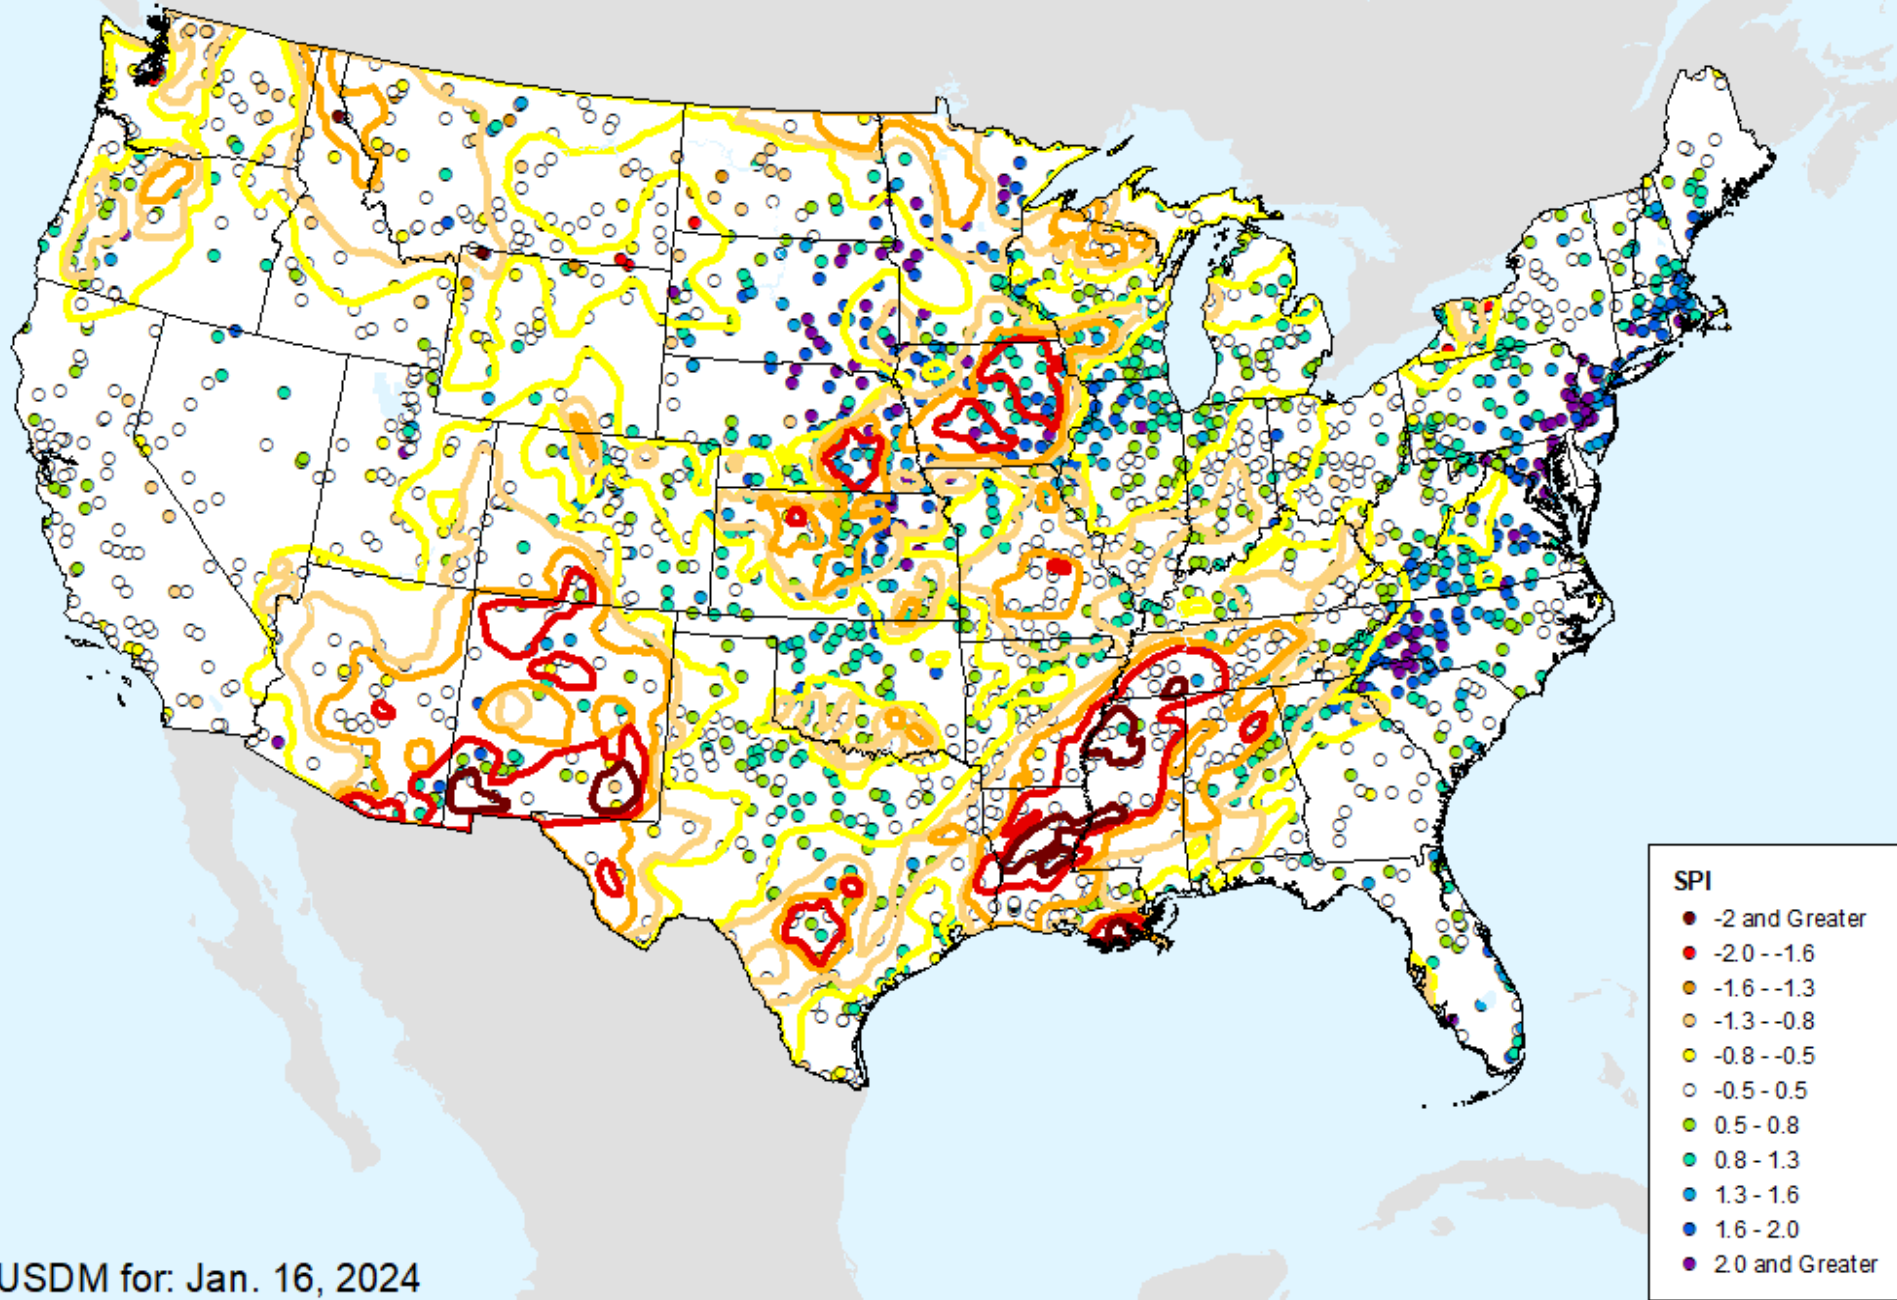 SPI
-2 and Greater
-2.0 - -1.6
-1.6 - -1.3
-1.3 - -0.8
-0.8 - -0.5
-0.5 - 0.5
0.5 - 0.8
0.8 - 1.3
1.3 - 1.6
1.6 - 2.0
2.0 and Greater
USDM for: Jan. 16, 2024